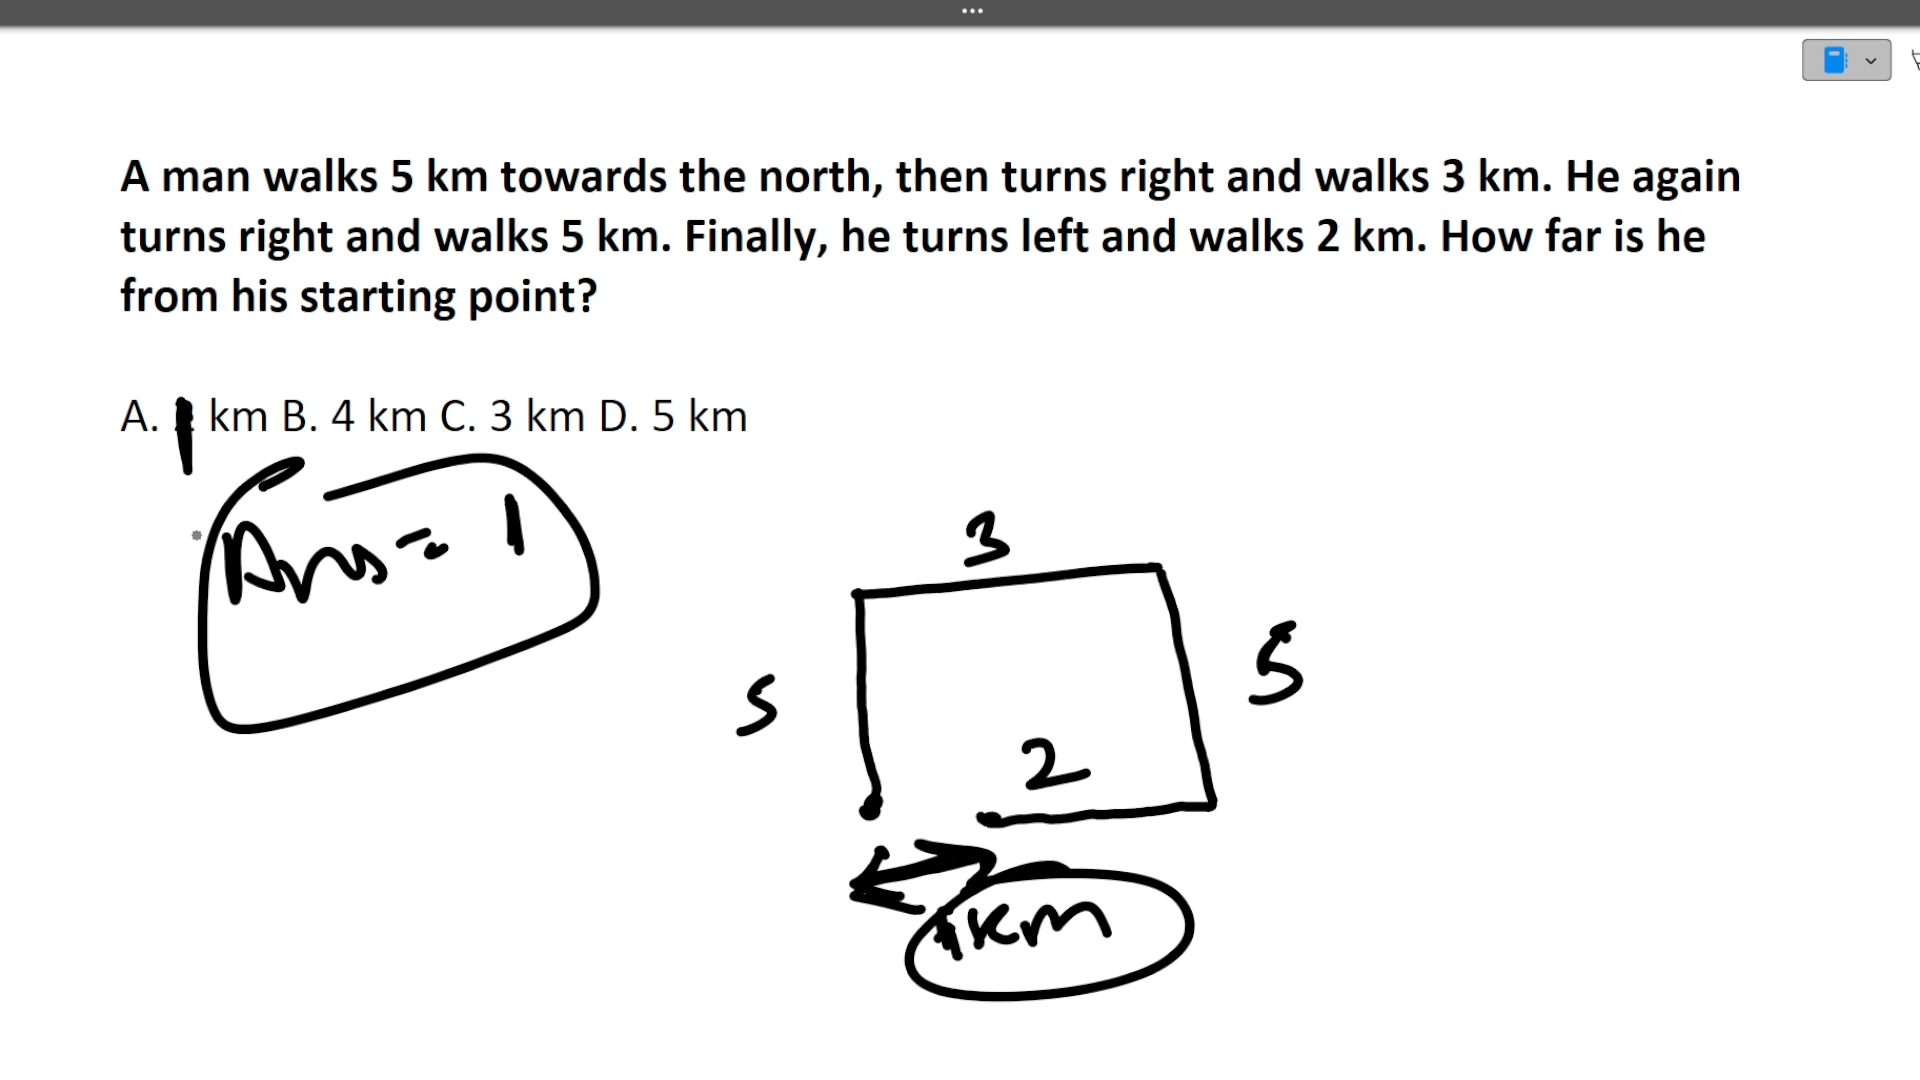 A man walks 5 km towards the north, then turns right and walks 3 km. He again
turns right and walks 5 km. Finally, he turns left and walks 2 km. How far is he
from his starting point?
A. 1 km B. 4 km C. 3 km D. 5 km
Ans = 1
3
5
5
2
1km